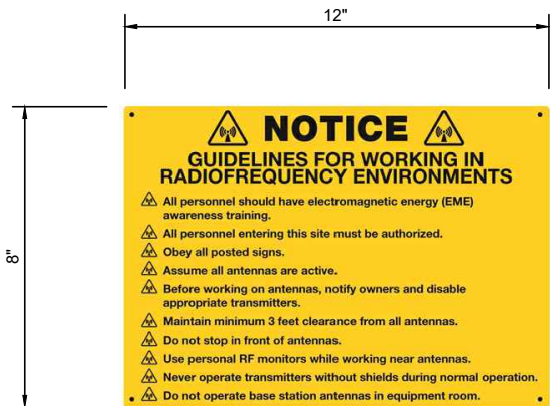 12"
8"
NOTICE
GUIDELINES FOR WORKING IN
RADIOFREQUENCY ENVIRONMENTS
All personnel should have electromagnetic energy (EME)
awareness training.
All personnel entering this site must be authorized.
Obey all posted signs.
Assume all antennas are active.
Before working on antennas, notify owners and disable
appropriate transmitters.
Maintain minimum 3 feet clearance from all antennas.
Do not stop in front of antennas.
Use personal RF monitors while working near antennas.
Never operate transmitters without shields during normal operation.
Do not operate base station antennas in equipment room.